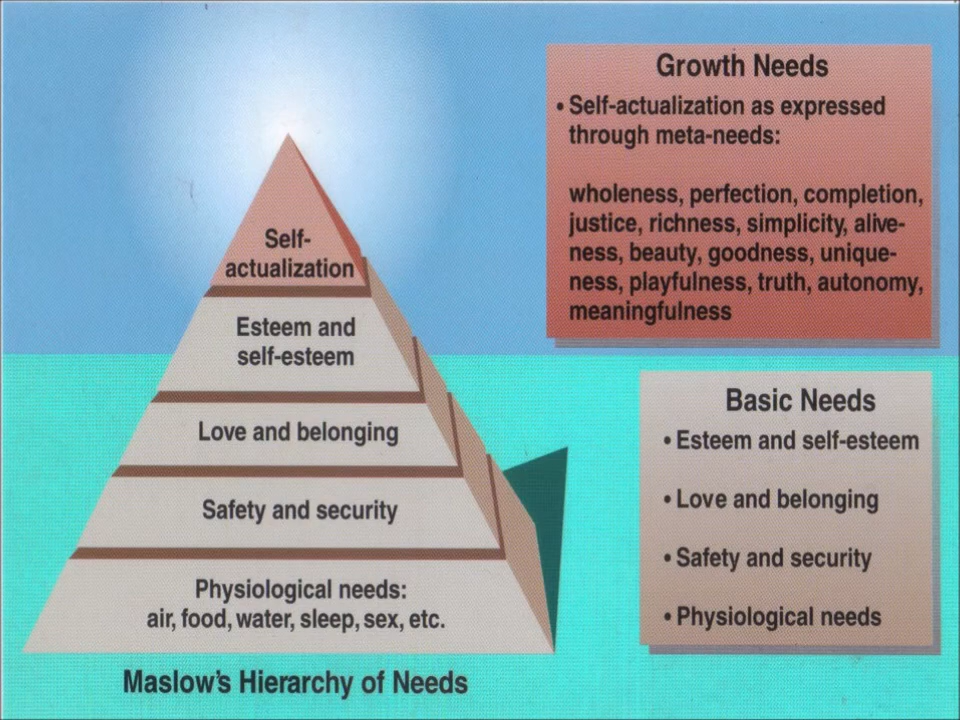 Self-
actualization
Esteem and
self-esteem
Love and belonging
Safety and security
Physiological needs:
air, food, water, sleep, sex, etc.
Maslow's Hierarchy of Needs
Growth Needs
• Self-actualization as expressed
through meta-needs:
wholeness, perfection, completion,
justice, richness, simplicity, alive-
ness, beauty, goodness, unique-
ness, playfulness, truth, autonomy,
meaningfulness
Basic Needs
• Esteem and self-esteem
• Love and belonging
• Safety and security
• Physiological needs